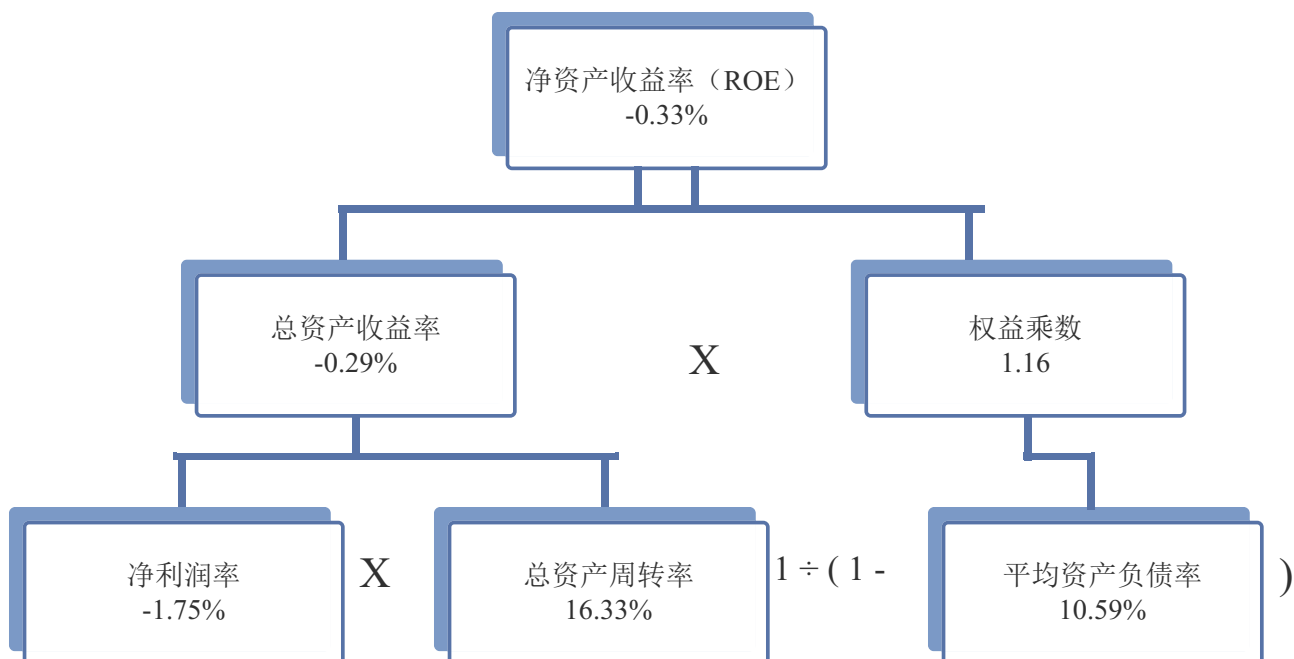 净资产收益率（ROE）
-0.33%
总资产收益率
-0.29%
X
权益乘数
1.16
净利润率
-1.75%
X
总资产周转率
16.33%
1 ÷ ( 1 -
平均资产负债率
10.59%
)